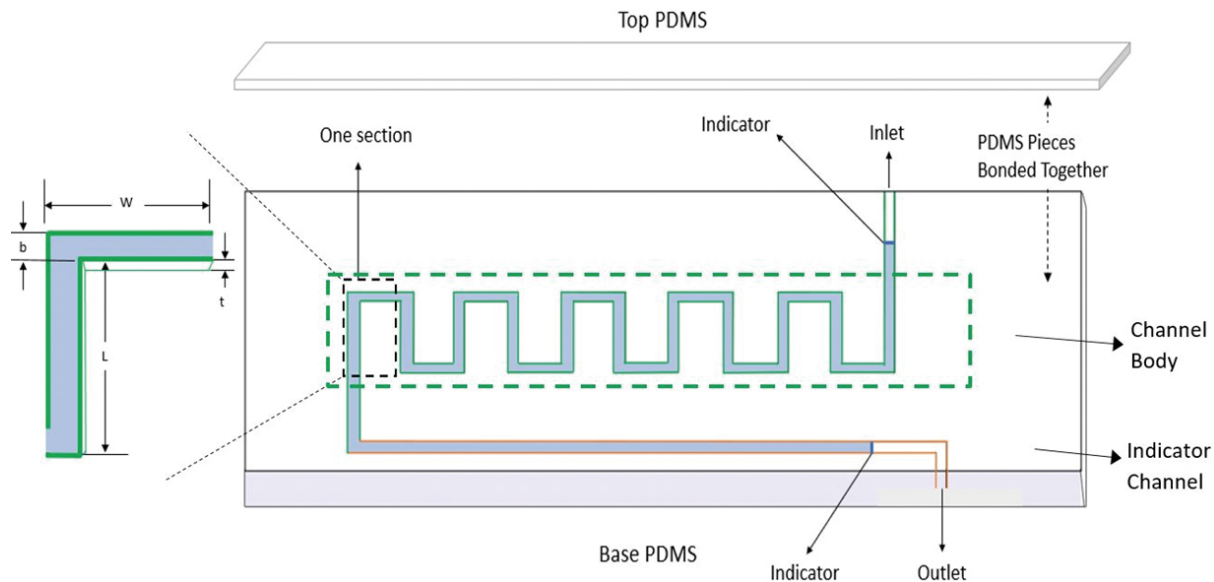 Top PDMS
One section
Indicator
Inlet
PDMS Pieces
Bonded Together
W
b
t
L
Channel
Body
Indicator
Channel
Base PDMS
Indicator
Outlet